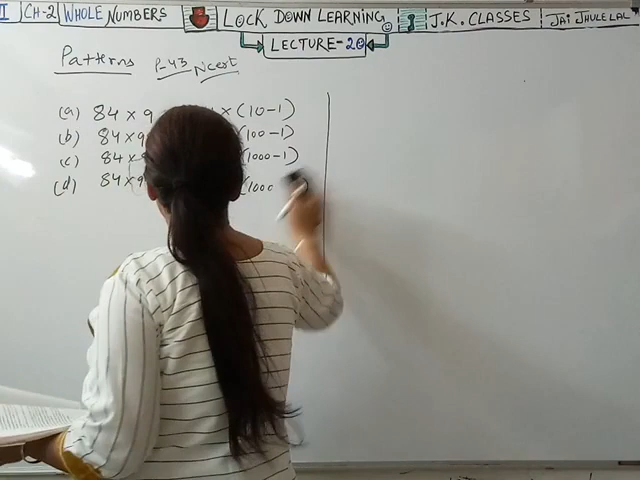 II CH-2 WHOLE NUMBERS LOCK DOWN LEARNING J.K. CLASSES JAI JHULELAL
LECTURE-20
Patterns P-43 Ncert
(a) 84 x 9 x (10-1)
(b) 84 x 9 (100-1)
(c) 84 x (1000-1)
(d) 84 x 9 (1000